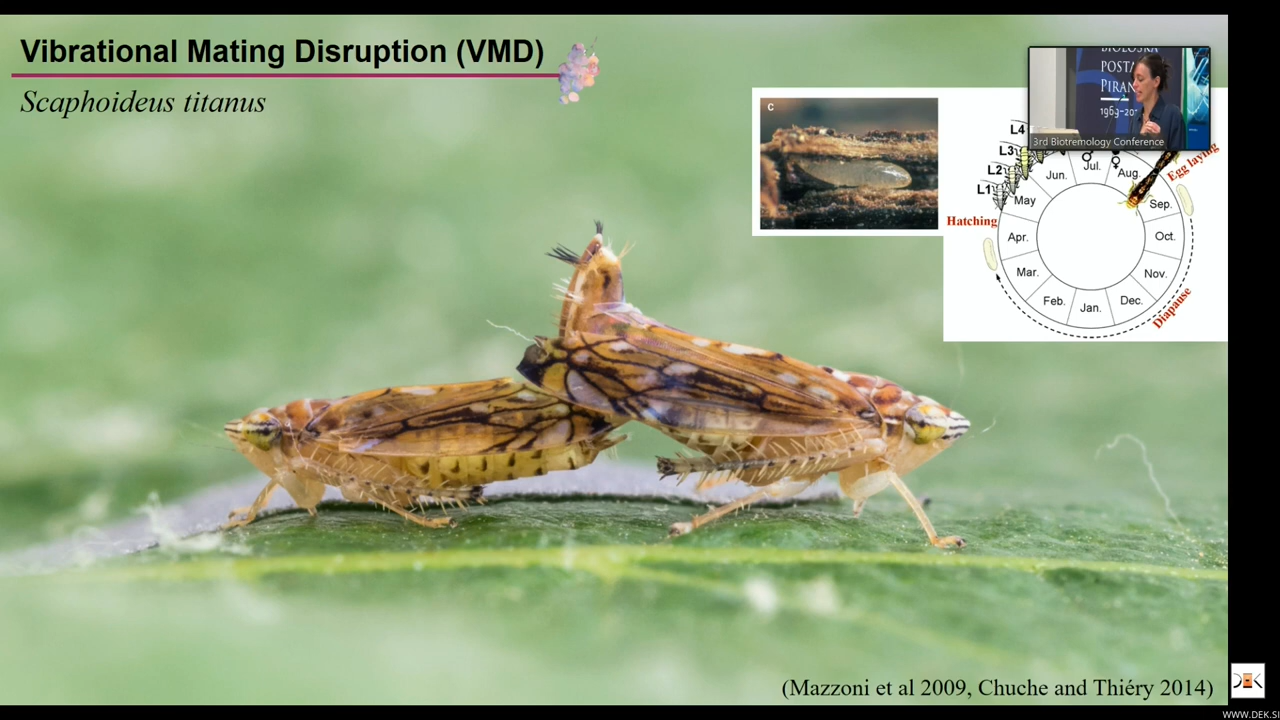 Vibrational Mating Disruption (VMD)
Scaphoideus titanus
C
POSTA
PIRAN
3rd Biotremology Conference
L4
L3
L2
L1
Jun.
Jul.
Aug.
Egg laying
May
Sep.
Hatching
Apr.
Oct.
Mar.
Nov.
Feb.
Jan.
Dec.
Diapause
(Mazzoni et al 2009, Chuche and Thiéry 2014)
WWW.DEK.SI